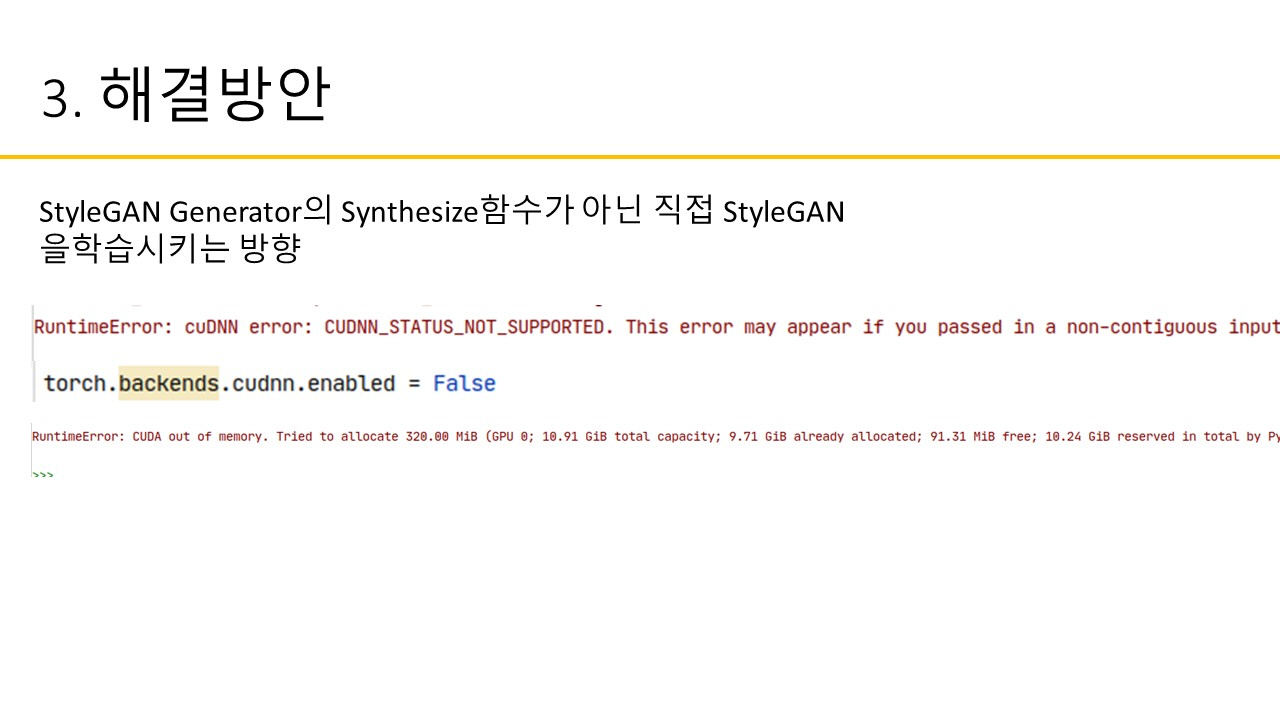 3. 해결방안
StyleGAN Generator의 Synthesize함수가 아닌 직접 StyleGAN
을학습시키는 방향
RuntimeError: cuDNN error: CUDNN_STATUS_NOT_SUPPORTED. This error may appear if you passed in a non-contiguous input
torch.backends.cudnn.enabled = False
RuntimeError: CUDA out of memory. Tried to allocate 320.00 MiB (GPU 0; 10.91 GiB total capacity; 9.71 GiB already allocated; 91.31 MiB free; 10.24 GiB reserved in total by Py
>>>